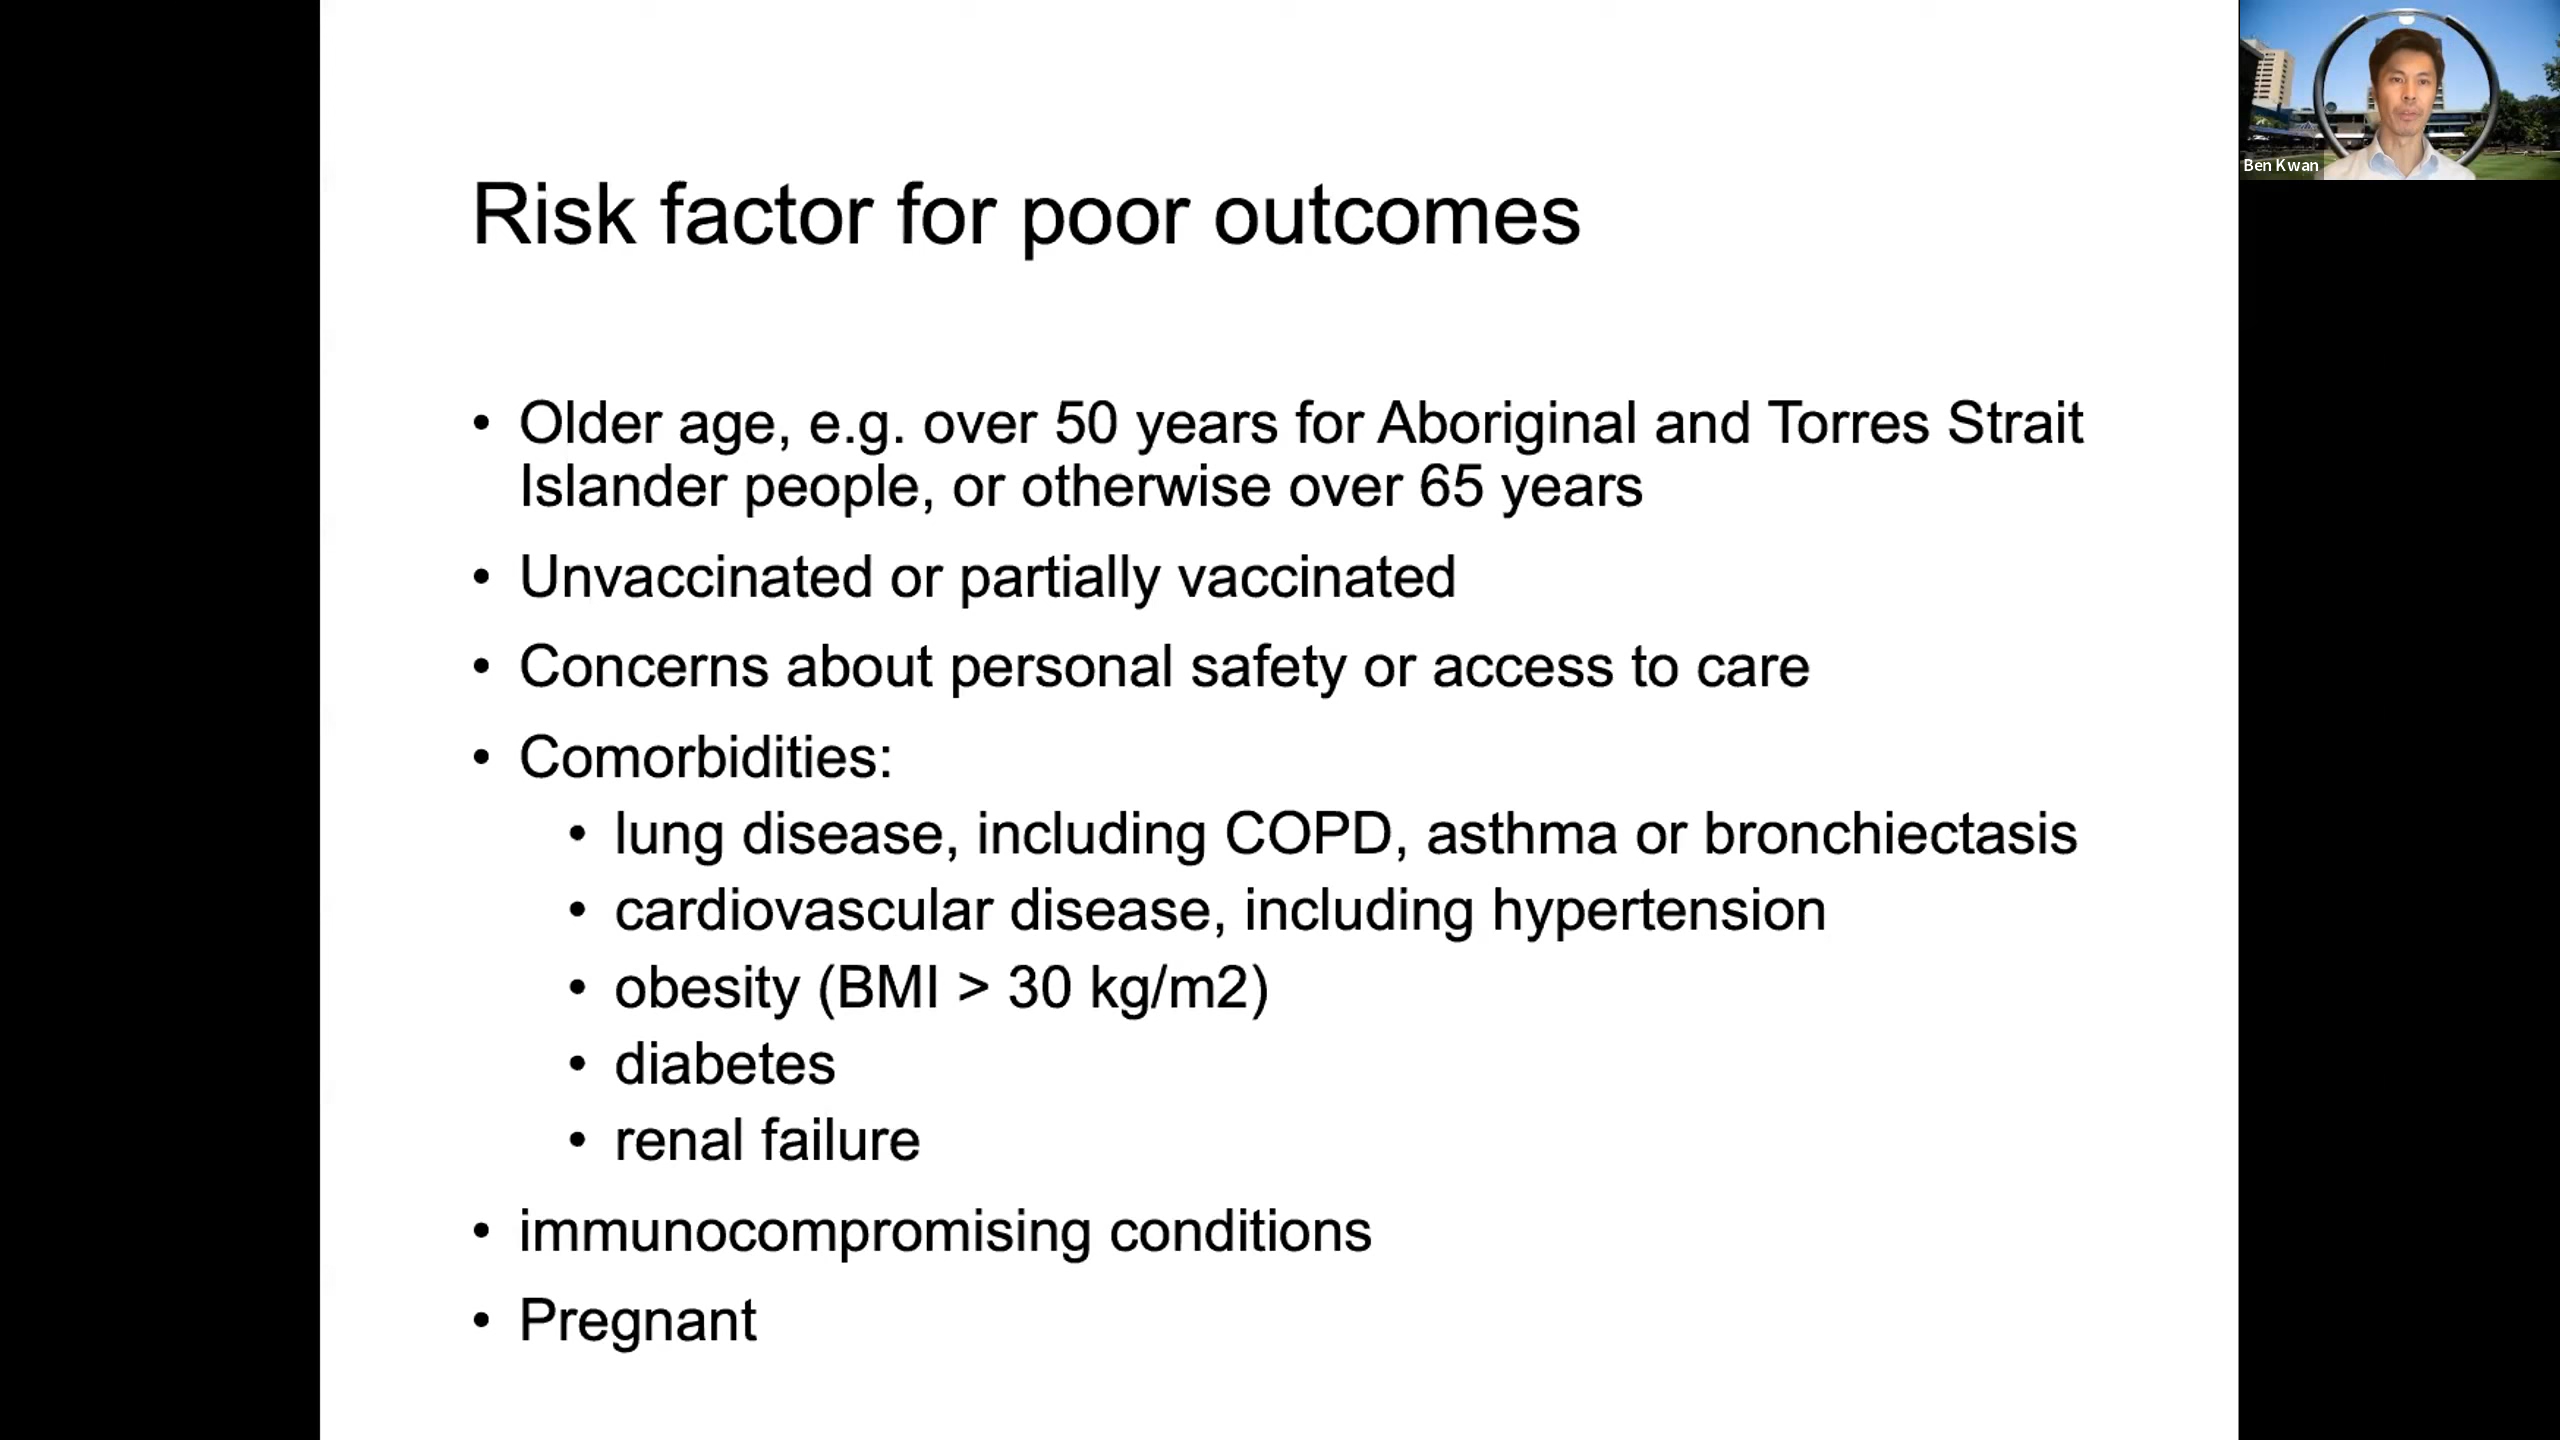 Ben Kwan
Risk factor for poor outcomes
• Older age, e.g. over 50 years for Aboriginal and Torres Strait
Islander people, or otherwise over 65 years
• Unvaccinated or partially vaccinated
• Concerns about personal safety or access to care
• Comorbidities:
• lung disease, including COPD, asthma or bronchiectasis
• cardiovascular disease, including hypertension
• obesity (BMI > 30 kg/m2)
• diabetes
• renal failure
• immunocompromising conditions
• Pregnant